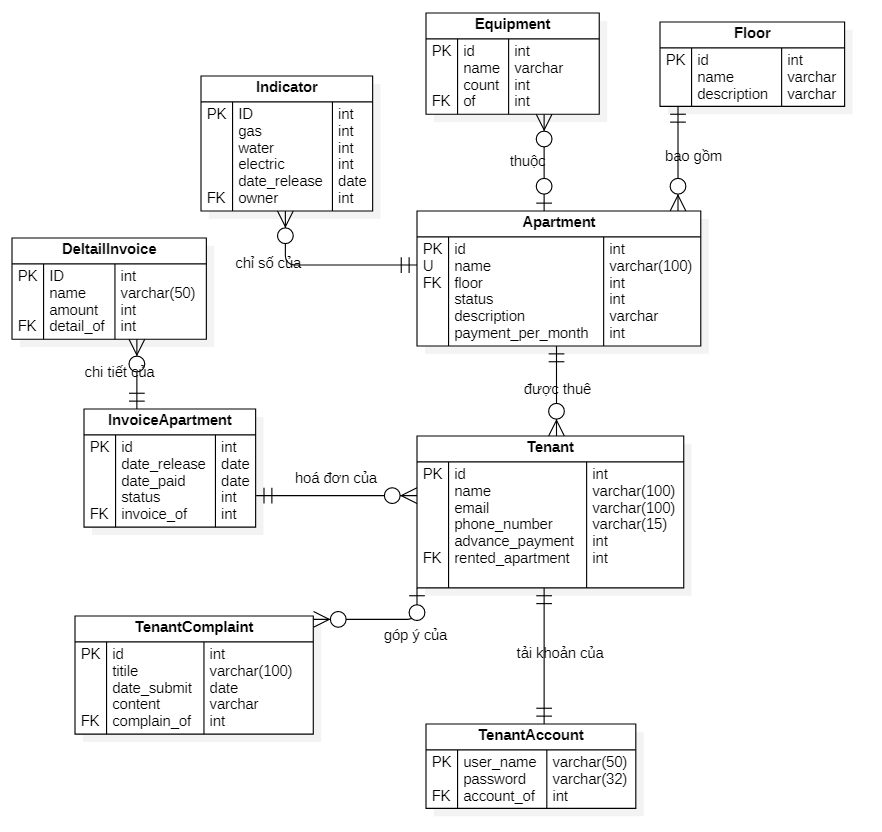 Equipment
PK id int
name varchar
count int
FK of int
Floor
PK id int
name varchar
description varchar
Indicator
PK ID int
gas int
water int
electric int
date_release date
FK owner int
thuộc
bao gồm
Apartment
PK id int
U name varchar(100)
FK floor int
status int
description varchar
payment_per_month int
chỉ số của
DeltailInvoice
PK ID int
name varchar(50)
amount int
FK detail_of int
chi tiết của
được thuê
InvoiceApartment
PK id int
date_release date
date_paid date
status int
FK invoice_of int
hoá đơn của
Tenant
PK id int
name varchar(100)
email varchar(100)
phone_number varchar(15)
advance_payment int
FK rented_apartment int
TenantComplaint
PK id int
titile varchar(100)
date_submit date
content varchar
FK complain_of int
góp ý của
tải khoản của
TenantAccount
PK user_name varchar(50)
password varchar(32)
FK account_of int